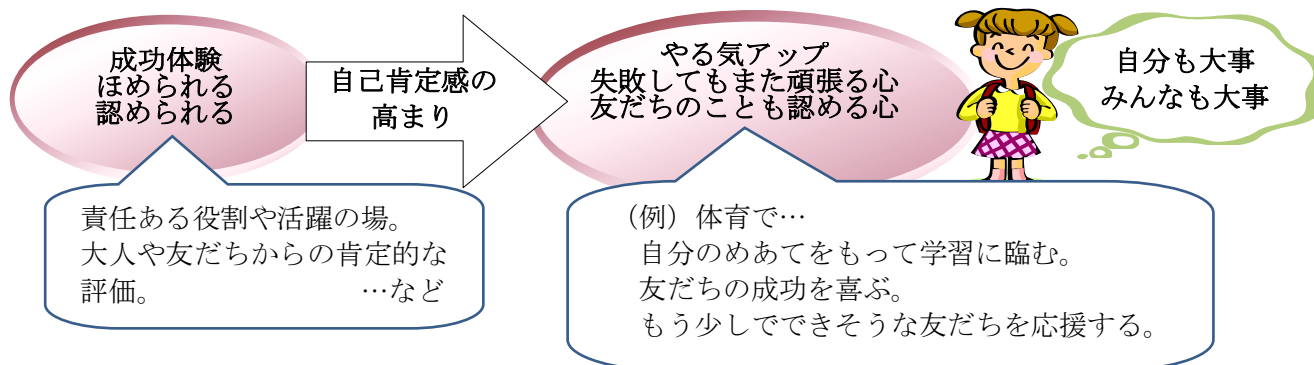 成功体験
ほめられる
認められる
自己肯定感の
高まり
やる気アップ
失敗してもまた頑張る心
友だちのことも認める心
自分も大事
みんなも大事
責任ある役割や活躍の場。
大人や友だちからの肯定的な
評価。　　　　　　　…など
（例）体育で…
自分のめあてをもって学習に臨む。
友だちの成功を喜ぶ。
もう少しでできそうな友だちを応援する。